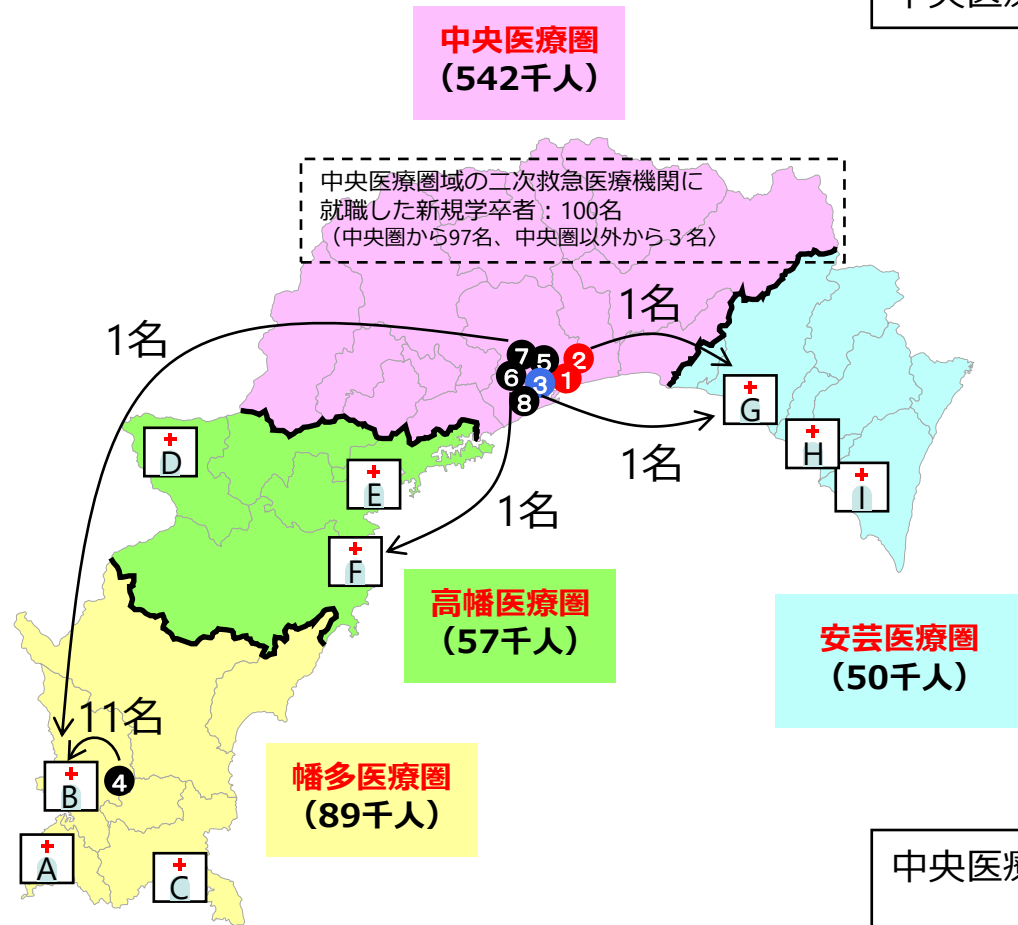 中央医療
中央医療圏
（542千人）
中央医療圏域の二次救急医療機関に
就職した新規学卒者：100名
（中央圏から97名、中央圏以外から３名〉
1名
1名
7
5
2
6
3
1
8
G
H
I
1名
D
E
1名
F
高幡医療圏
（57千人）
安芸医療圏
（50千人）
11名
4
B
幡多医療圏
（89千人）
A
C
中央医療